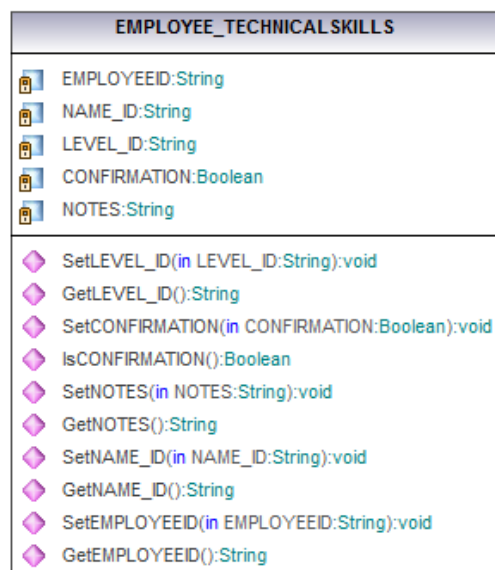 EMPLOYEE_TECHNICALSKILLS
EMPLOYEEID:String
NAME_ID:String
LEVEL_ID:String
CONFIRMATION:Boolean
NOTES:String
SetLEVEL_ID(in LEVEL_ID:String):void
GetLEVEL_ID():String
SetCONFIRMATION(in CONFIRMATION:Boolean):void
IsCONFIRMATION():Boolean
SetNOTES(in NOTES:String):void
GetNOTES():String
SetNAME_ID(in NAME_ID:String):void
GetNAME_ID():String
SetEMPLOYEEID(in EMPLOYEEID:String):void
GetEMPLOYEEID():String